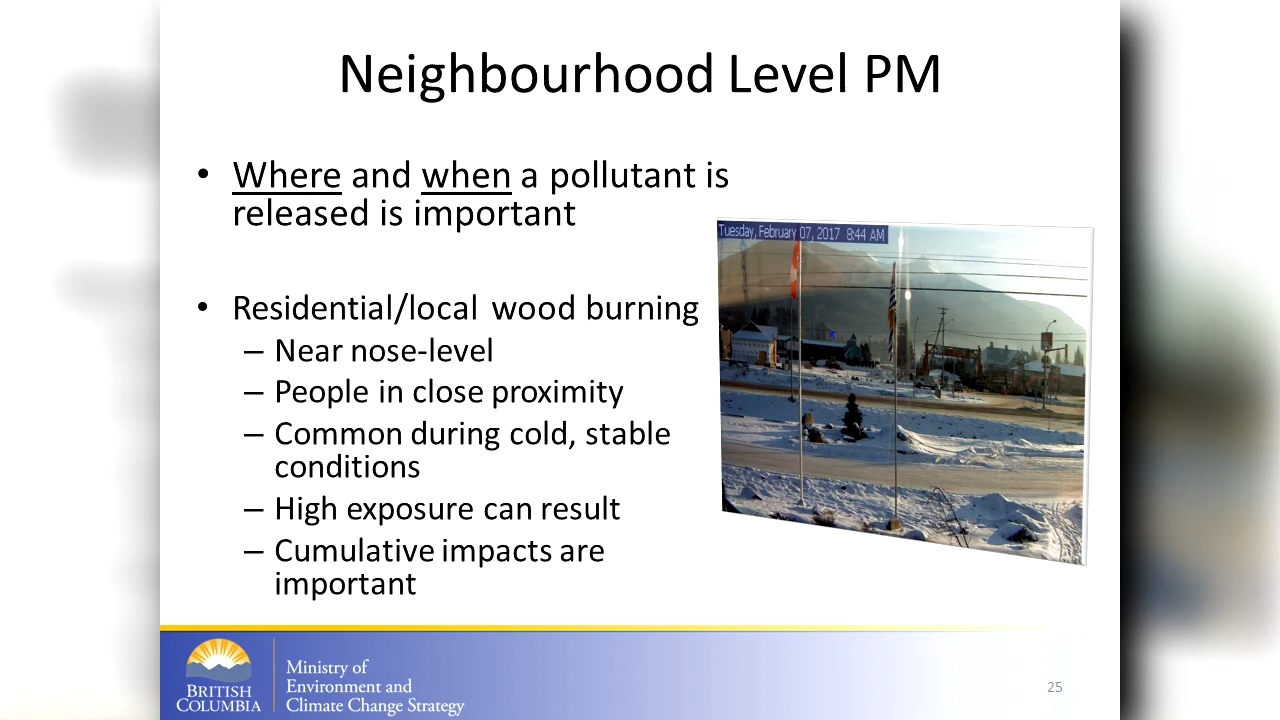 Neighbourhood Level PM
• Where and when a pollutant is
released is important
Tuesday, February 07, 2017 8:44 AM
• Residential/local wood burning
– Near nose-level
– People in close proximity
– Common during cold, stable
conditions
– High exposure can result
– Cumulative impacts are
important
BRITISH
COLUMBIA
Ministry of
Environment and
Climate Change Strategy
25